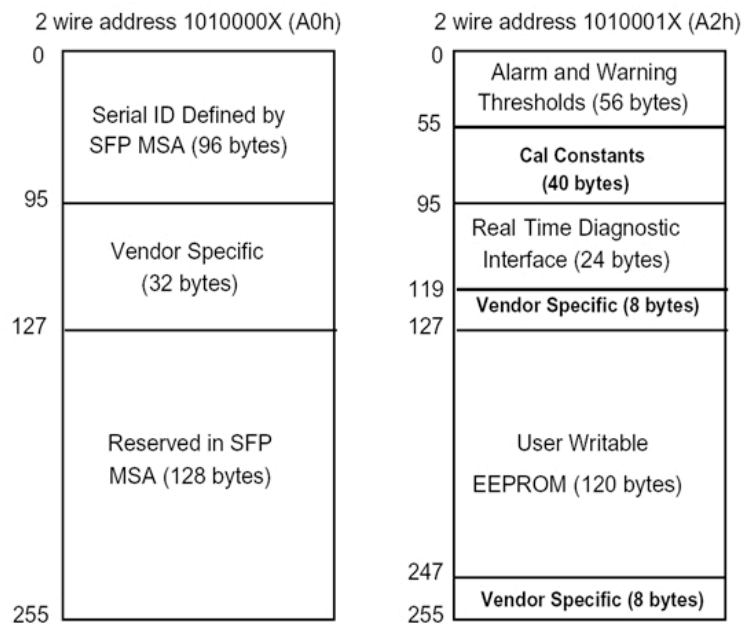 2 wire address 1010000X (A0h)
0
Serial ID Defined by
SFP MSA (96 bytes)
95
Vendor Specific
(32 bytes)
127
Reserved in SFP
MSA (128 bytes)
255
2 wire address 1010001X (A2h)
0
Alarm and Warning
Thresholds (56 bytes)
55
Cal Constants
(40 bytes)
95
Real Time Diagnostic
Interface (24 bytes)
119
Vendor Specific (8 bytes)
127
User Writable
EEPROM (120 bytes)
247
Vendor Specific (8 bytes)
255